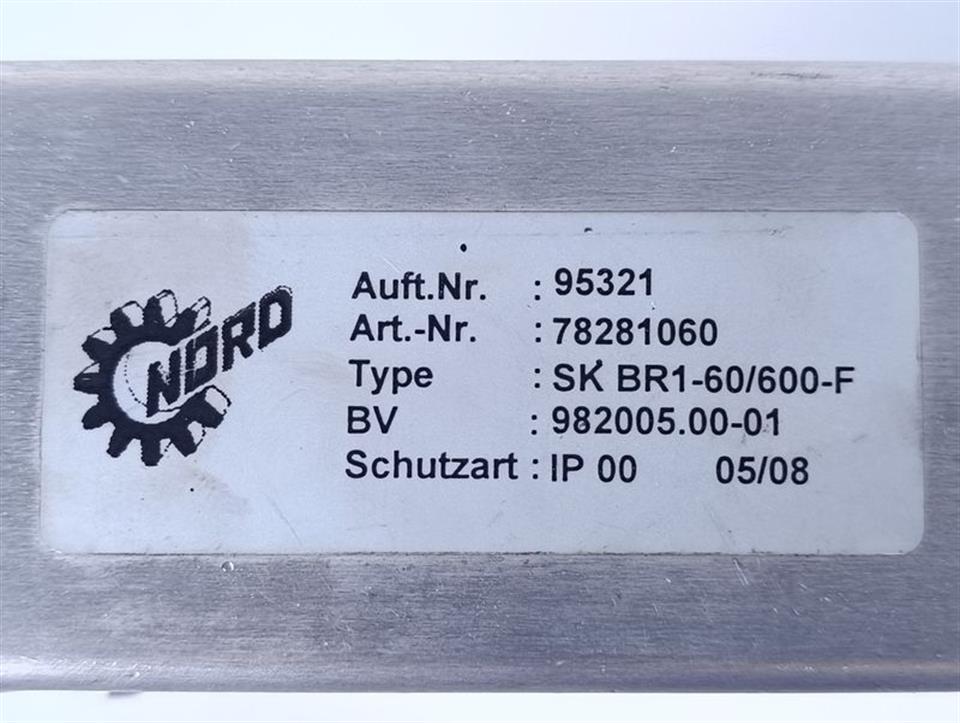 NORD
Auft.Nr. : 95321
Art.-Nr. : 78281060
Type : SK BR1-60/600-F
BV : 982005.00-01
Schutzart : IP 00 05/08